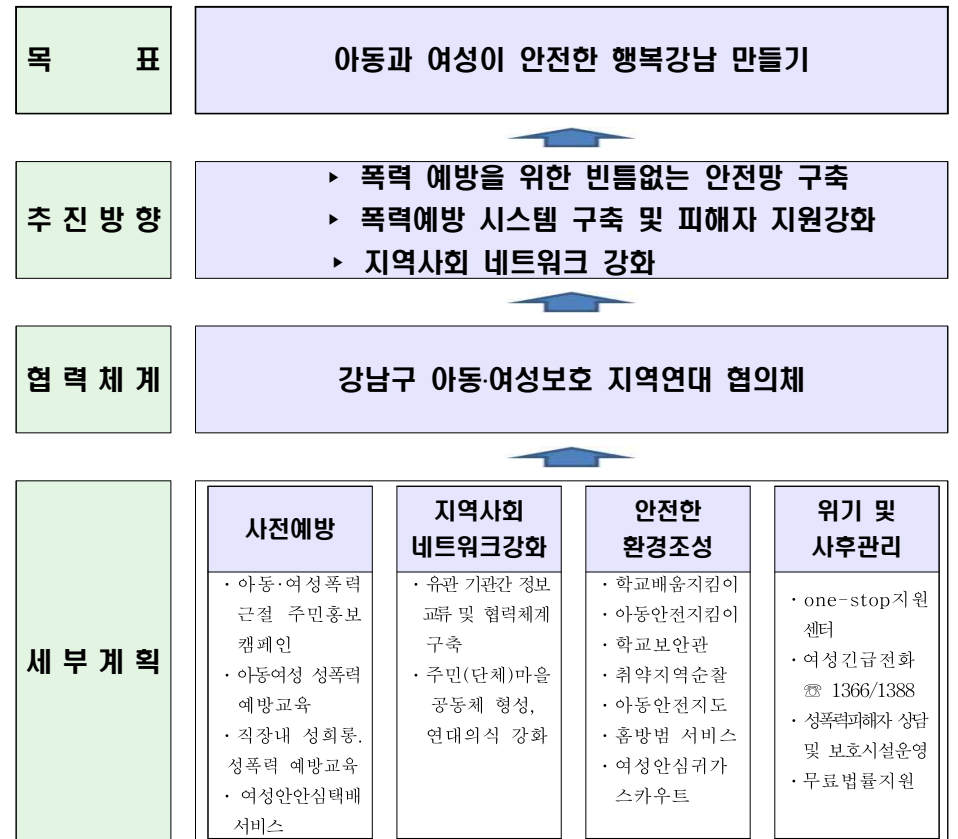 목 표
아동과 여성이 안전한 행복강남 만들기
추 진 방 향
▸ 폭력 예방을 위한 빈틈없는 안전망 구축
▸ 폭력예방 시스템 구축 및 피해자 지원강화
▸ 지역사회 네트워크 강화
협 력 체 계
강남구 아동·여성보호 지역연대 협의체
세 부 계 획
사전예방
· 아동·여성폭력
근절 주민홍보
캠페인
· 아동여성 성폭력
예방교육
· 직장내 성희롱.
성폭력 예방교육
· 여성안안심택배
서비스
지역사회
네트워크강화
· 유관 기관간 정보
교류 및 협력체계
구축
· 주민(단체)마을
공동체 형성,
연대의식 강화
안전한
환경조성
· 학교배움지킴이
· 아동안전지킴이
· 학교보안관
· 취약지역순찰
· 아동안전지도
· 홈방범 서비스
· 여성안심귀가
스카우트
위기 및
사후관리
· one-stop지원
센터
· 여성긴급전화
☏ 1366/1388
· 성폭력피해자 상담
및 보호시설운영
· 무료법률지원